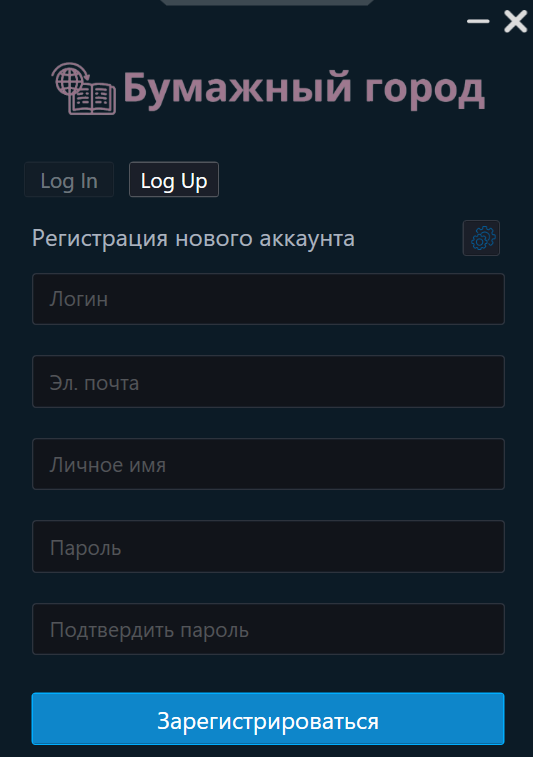 Бумажный город
Log In Log Up
Регистрация нового аккаунта
Логин
Эл. почта
Личное имя
Пароль
Подтвердить пароль
Зарегистрироваться